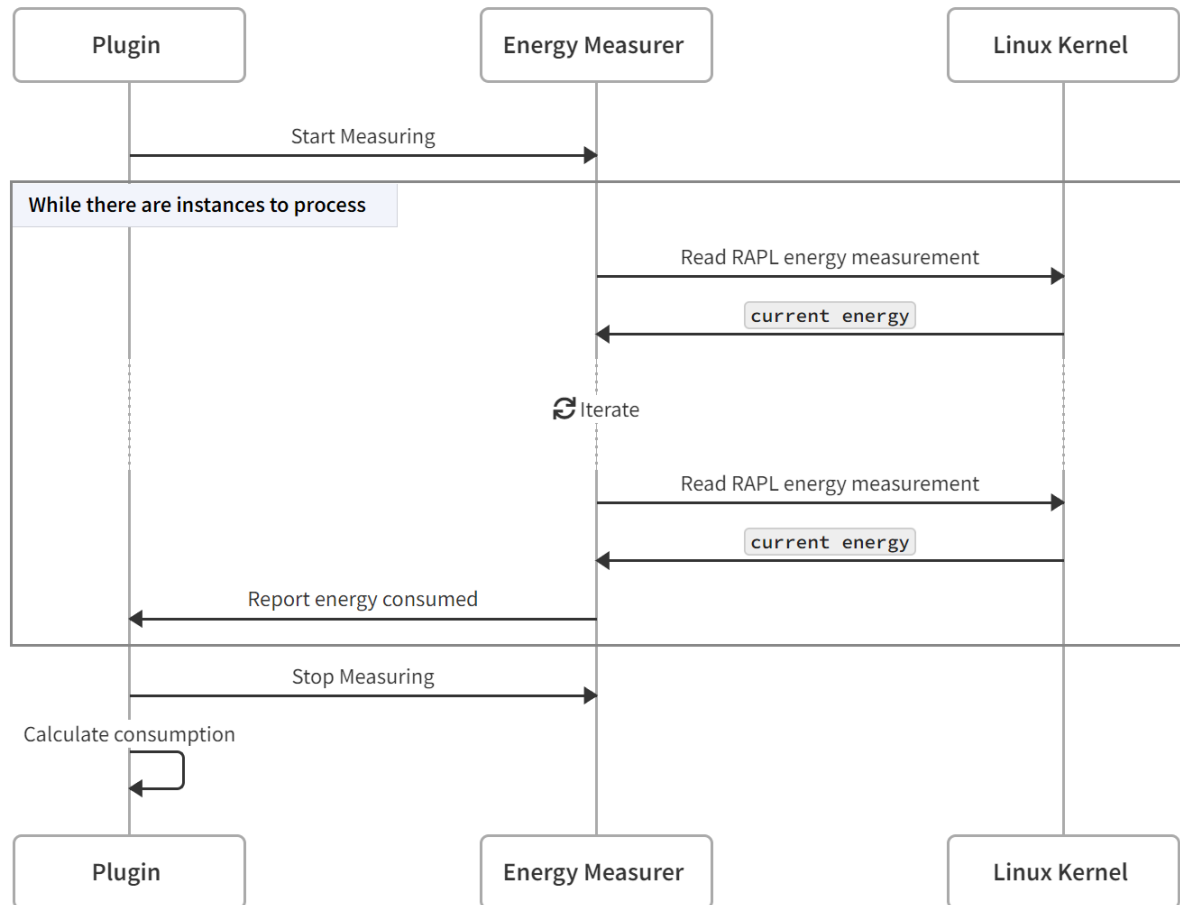 Plugin
Energy Measurer
Linux Kernel
Start Measuring
While there are instances to process
Read RAPL energy measurement
current energy
Iterate
Read RAPL energy measurement
current energy
Report energy consumed
Stop Measuring
Calculate consumption
Plugin
Energy Measurer
Linux Kernel